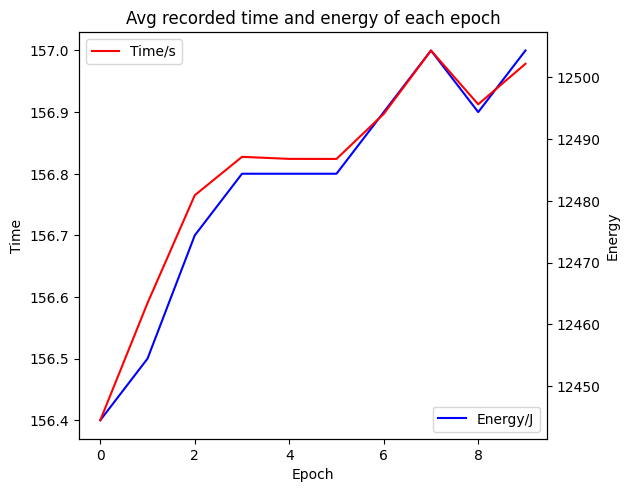 Avg recorded time and energy of each epoch
Time/s
157.0
156.9
156.8
156.7
156.6
156.5
156.4
Time
12500
12490
12480
12470
12460
12450
Energy
Energy/J
0 2 4 6 8
Epoch